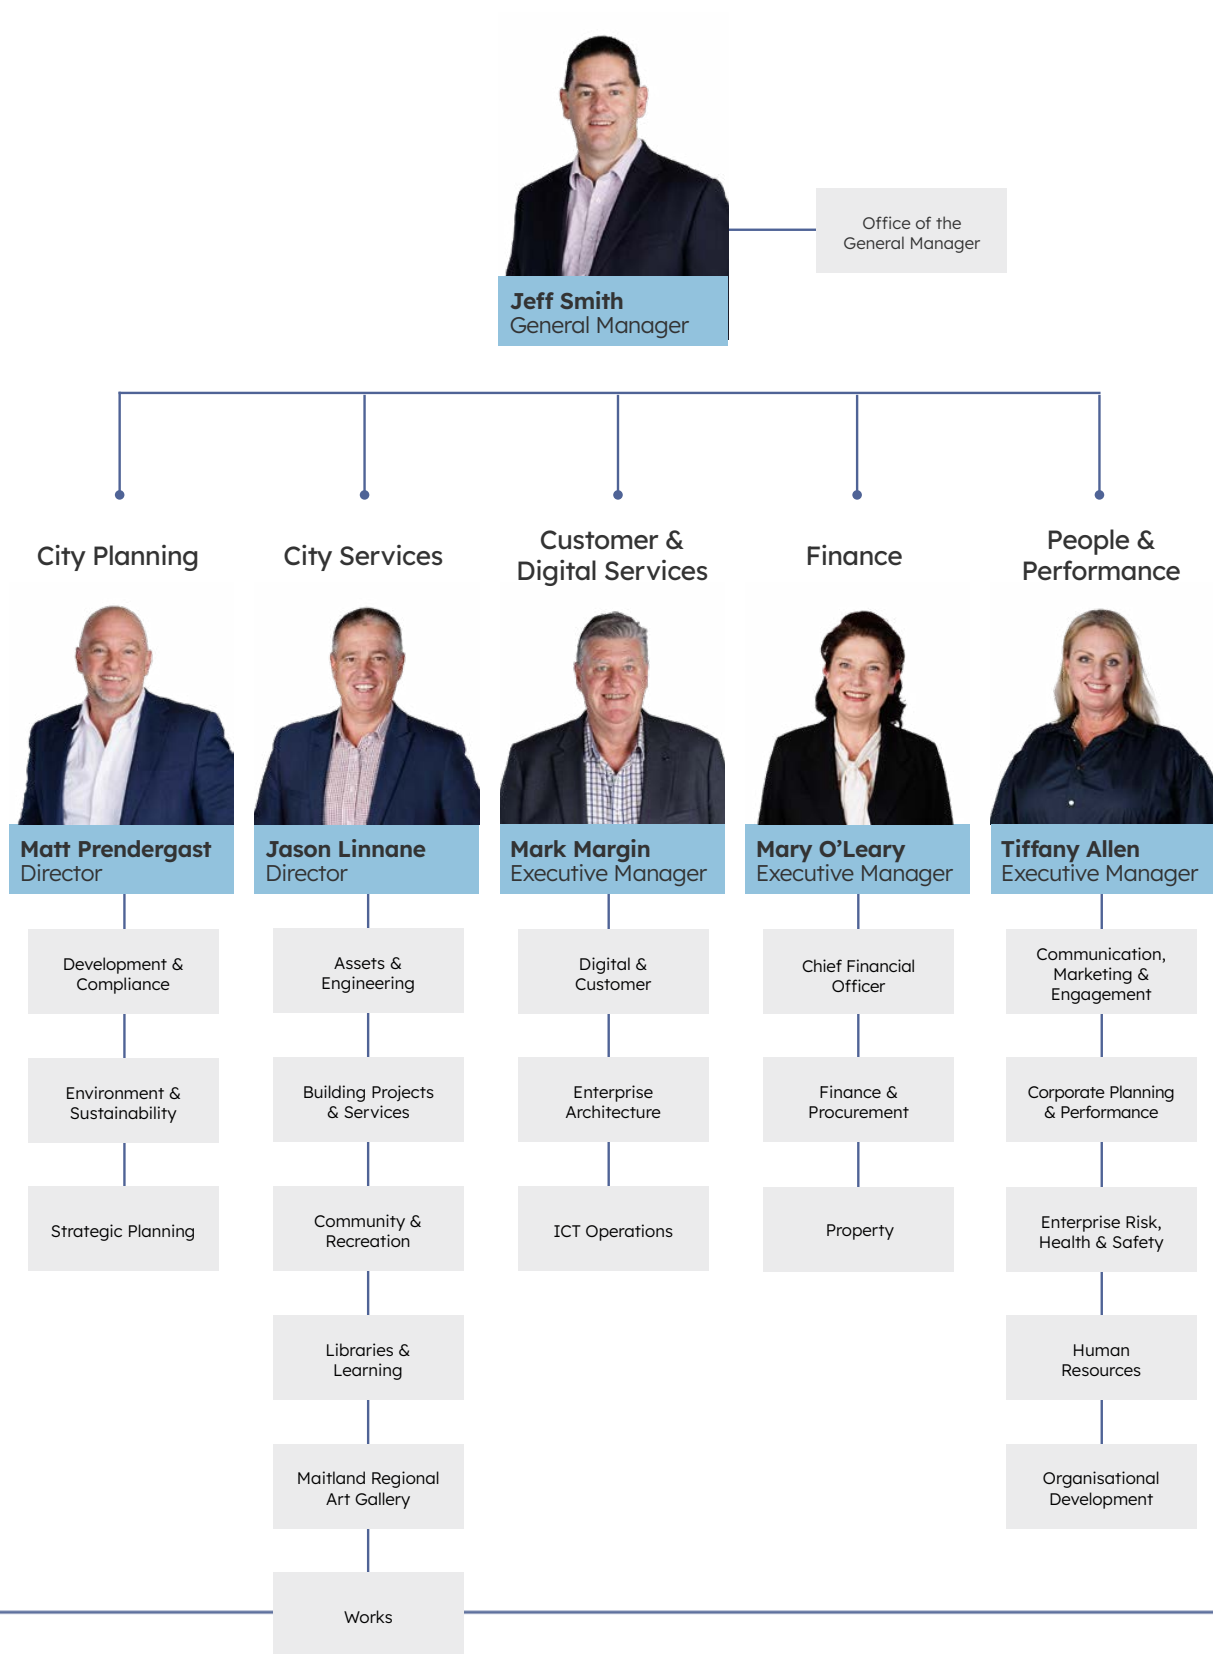 Office of the
General Manager
Jeff Smith
General Manager
City Planning
City Services
Customer &
Digital Services
Finance
People &
Performance
Matt Prendergast
Director
Jason Linnane
Director
Mark Margin
Executive Manager
Mary O’Leary
Executive Manager
Tiffany Allen
Executive Manager
Development &
Compliance
Environment &
Sustainability
Strategic Planning
Assets &
Engineering
Building Projects
& Services
Community &
Recreation
Libraries &
Learning
Maitland Regional
Art Gallery
Works
Digital &
Customer
Enterprise
Architecture
ICT Operations
Chief Financial
Officer
Finance &
Procurement
Property
Communication,
Marketing &
Engagement
Corporate Planning
& Performance
Enterprise Risk,
Health & Safety
Human
Resources
Organisational
Development